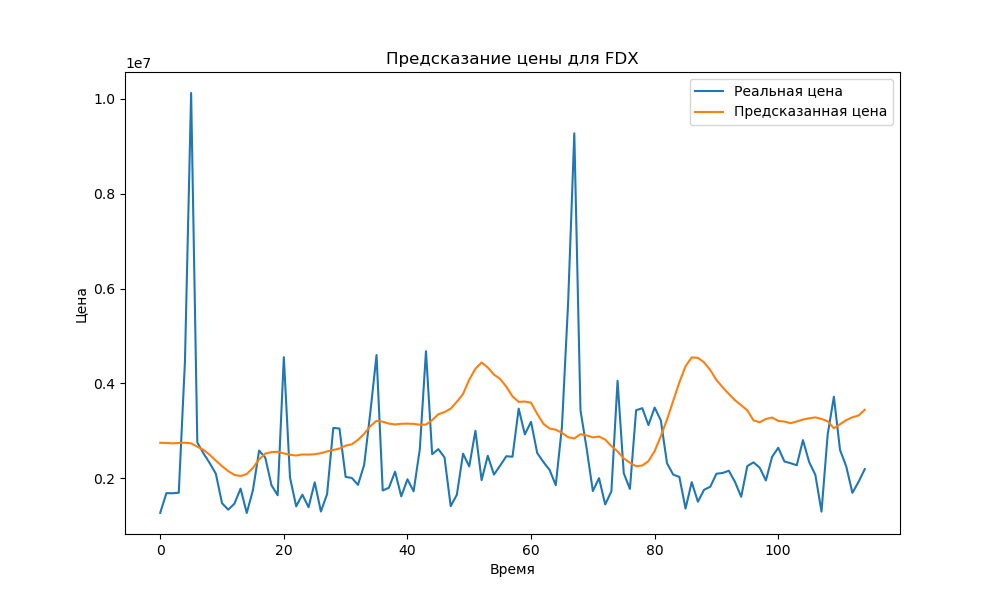 Предсказание цены для FDX
1e7
Реальная цена
Предсказанная цена
1.0
0.8
0.6
0.4
0.2
Цена
0 20 40 60 80 100
Время